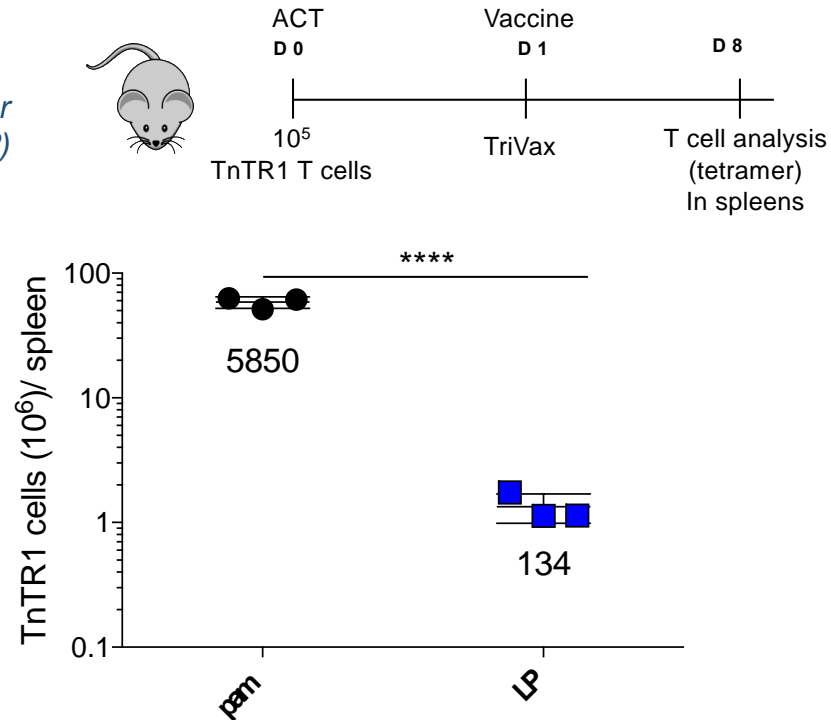 ACT
Vaccine
D 0
D 1
D 8
r
)
10⁵
TnTR1 T cells
TriVax
T cell analysis
(tetramer)
In spleens
****
TnTR1 cells (10⁶)/ spleen
100
10
1
0.1
5850
134
pam
LP